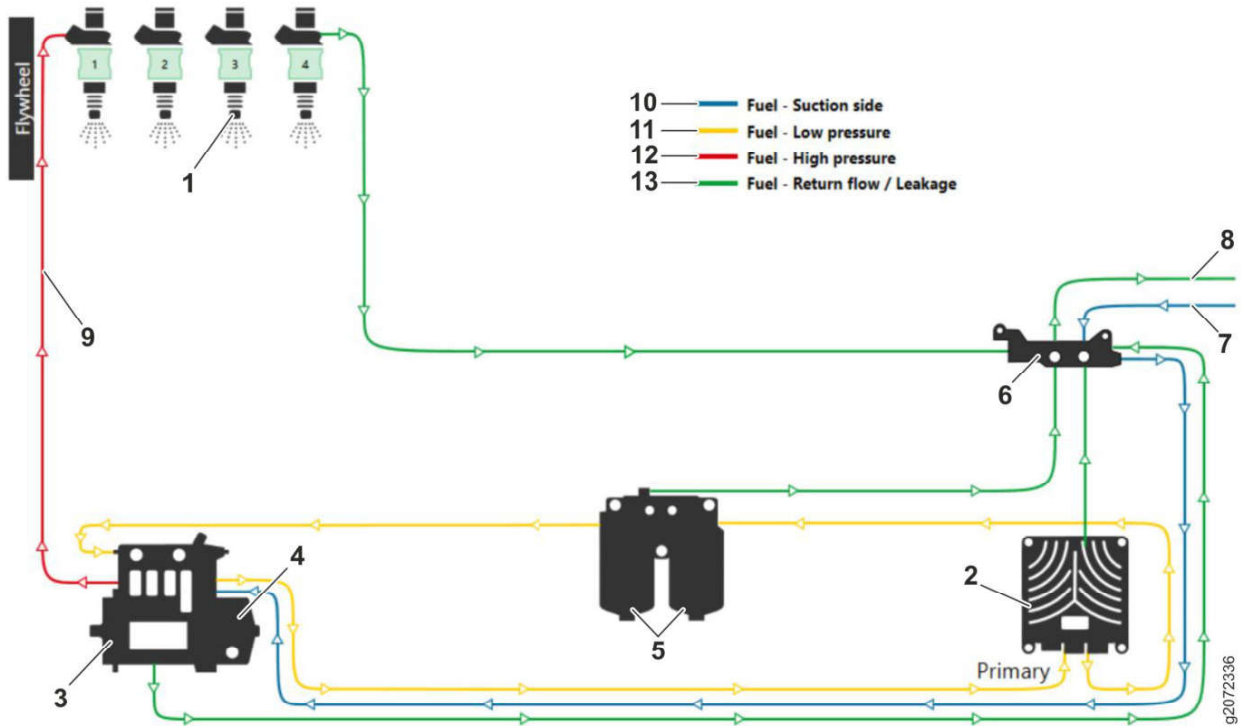 Flywheel
1
2
3
4
1
10 Fuel - Suction side
11 Fuel - Low pressure
12 Fuel - High pressure
13 Fuel - Return flow / Leakage
8
7
9
6
4
2
5
3
Primary
g2072336